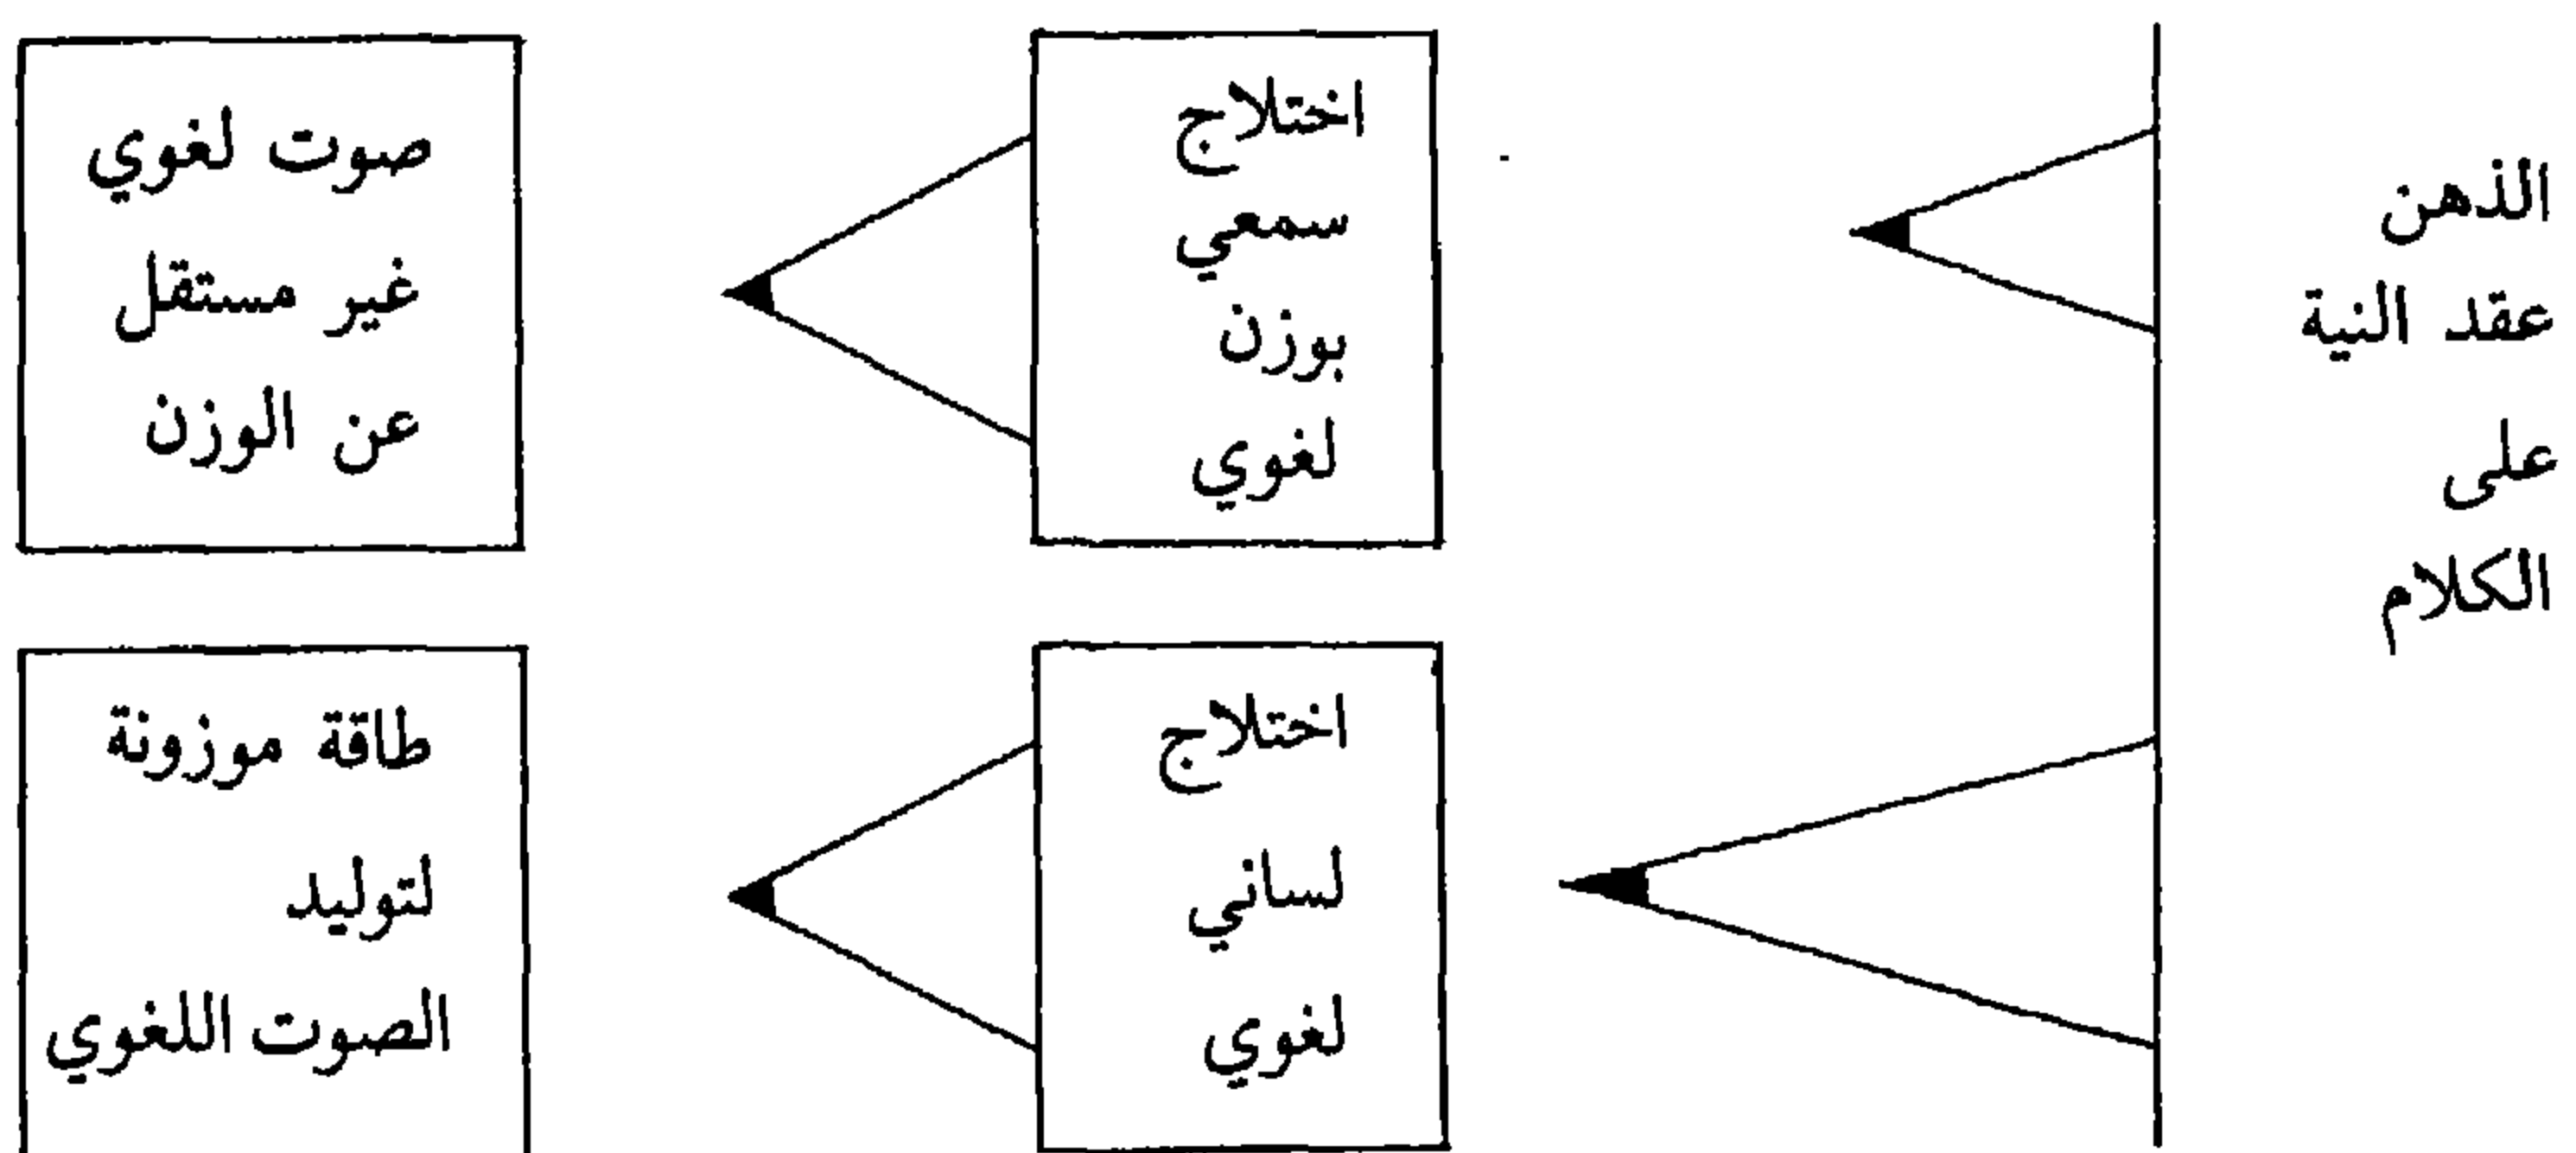 الذهن
عقد النية
على
الكلام
اختلاج
سمعي
بوزن
لغوي
صوت لغوي
غير مستقل
عن الوزن
اختلاج
لساني
لغوي
طاقة موزونة
لتوليد
الصوت اللغوي